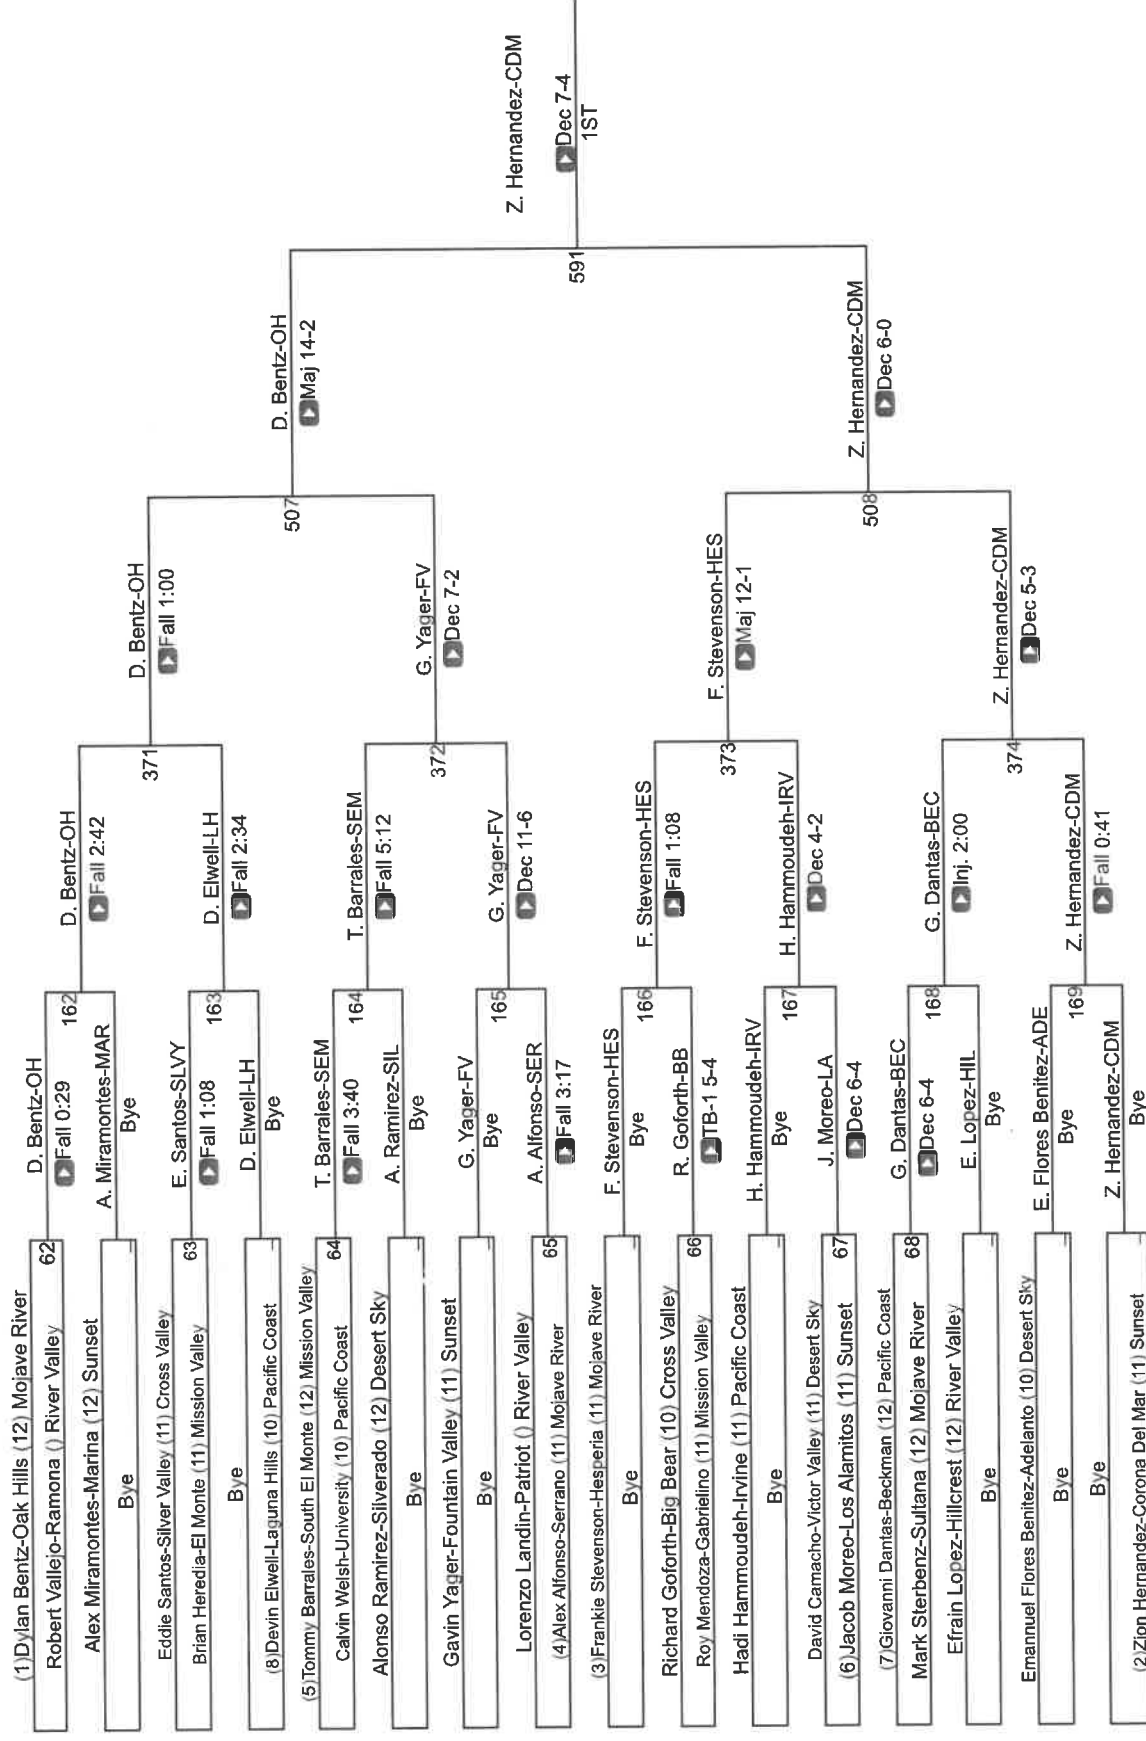 (1)Dylan Bentz-Oak Hills (12) Mojave River
62
Robert Vallejo-Ramona () River Valley
Alex Miramontes-Marina (12) Sunset
Bye
Eddie Santos-Silver Valley (11) Cross Valley
63
Brian Heredia-El Monte (11) Mission Valley
Bye
(8)Devin Elwell-Laguna Hills (10) Pacific Coast
(5)Tommy Barrales-South El Monte (12) Mission Valley
64
Calvin Welsh-University (10) Pacific Coast
Alonso Ramirez-Silverado (12) Desert Sky
Bye
Gavin Yager-Fountain Valley (11) Sunset
Bye
Lorenzo Landin-Patriot () River Valley
65
(4)Alex Alfonso-Serrano (11) Mojave River
(3)Frankie Stevenson-Hesperia (11) Mojave River
Bye
Richard Goforth-Big Bear (10) Cross Valley
66
Roy Mendoza-Gabrielino (11) Mission Valley
Hadi Hammoudeh-Irvine (11) Pacific Coast
Bye
David Camacho-Victor Valley (11) Desert Sky
67
(6)Jacob Moreo-Los Alamitos (11) Sunset
(7)Giovanni Dantas-Beckman (12) Pacific Coast
68
Mark Sterbenz-Sultana (12) Mojave River
Efrain Lopez-Hillcrest (12) River Valley
Bye
Emannuel Flores Benitez-Adelanto (10) Desert Sky
Bye
Bye
(2)Zion Hernandez-Corona Del Mar (11) Sunset
D. Bentz-OH
Fall 0:29
162
A. Miramontes-MAR
Bye
E. Santos-SLVY
Fall 1:08
163
D. Elwell-LH
Bye
T. Barrales-SEM
Fall 3:40
164
A. Ramirez-SIL
Bye
G. Yager-FV
Bye
165
A. Alfonso-SER
Fall 3:17
F. Stevenson-HES
Bye
166
R. Goforth-BB
TB-1 5-4
H. Hammoudeh-IRV
Bye
167
J. Moreo-LA
Dec 6-4
G. Dantas-BEC
Dec 6-4
168
E. Lopez-HIL
Bye
E. Flores Benitez-ADE
Bye
169
Z. Hernandez-CDM
Bye
D. Bentz-OH
Fall 2:42
371
D. Elwell-LH
Fall 2:34
T. Barrales-SEM
Fall 5:12
372
G. Yager-FV
Dec 11-6
F. Stevenson-HES
Fall 1:08
373
H. Hammoudeh-IRV
Dec 4-2
G. Dantas-BEC
Inj. 2:00
374
Z. Hernandez-CDM
Fall 0:41
D. Bentz-OH
Fall 1:00
507
G. Yager-FV
Dec 7-2
F. Stevenson-HES
Maj 12-1
508
Z. Hernandez-CDM
Dec 5-3
D. Bentz-OH
Maj 14-2
591
Z. Hernandez-CDM
Dec 6-0
Z. Hernandez-CDM
Dec 7-4
1ST